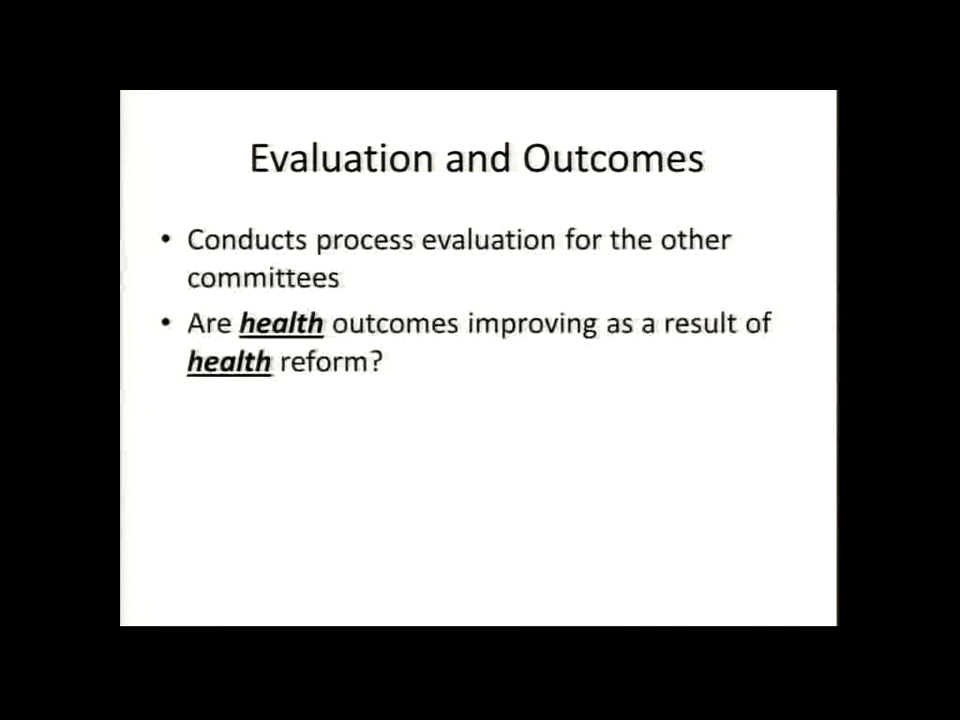 Evaluation and Outcomes
• Conducts process evaluation for the other
committees
• Are health outcomes improving as a result of
health reform?